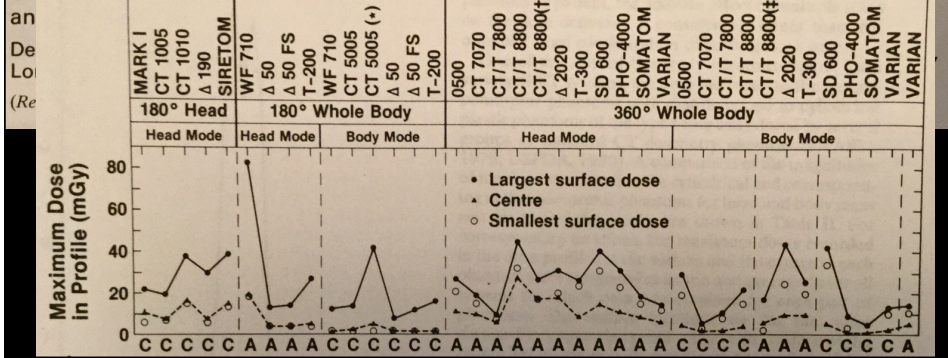 an
De
Lo
(Re
MARK I
CT 1005
CT 1010
Δ 190
SIRETOM
WF 710
Δ 50
Δ 50 FS
T-200
WF 710
CT 5005
CT 5005 (*)
Δ 50
Δ 50 FS
T-200
0500
CT 7070
CT/T 7800
CT/T 8800
CT/T 8800(†
Δ 2020
T-300
SD 600
PHO-4000
SOMATOM
VARIAN
0500
CT 7070
CT/T 7800
CT/T 8800
CT/T 8800(‡
Δ 2020
T-300
SD 600
PHO-4000
SOMATOM
VARIAN
VARIAN
180° Head 180° Whole Body 360° Whole Body
Head Mode Head Mode Body Mode Head Mode Body Mode
Maximum Dose
in Profile (mGy)
80
60
40
20
0
Largest surface dose
Centre
Smallest surface dose
C C C C C A A A A C C C C C C A A A A A A A A A A A C C C C A A A C C C C A